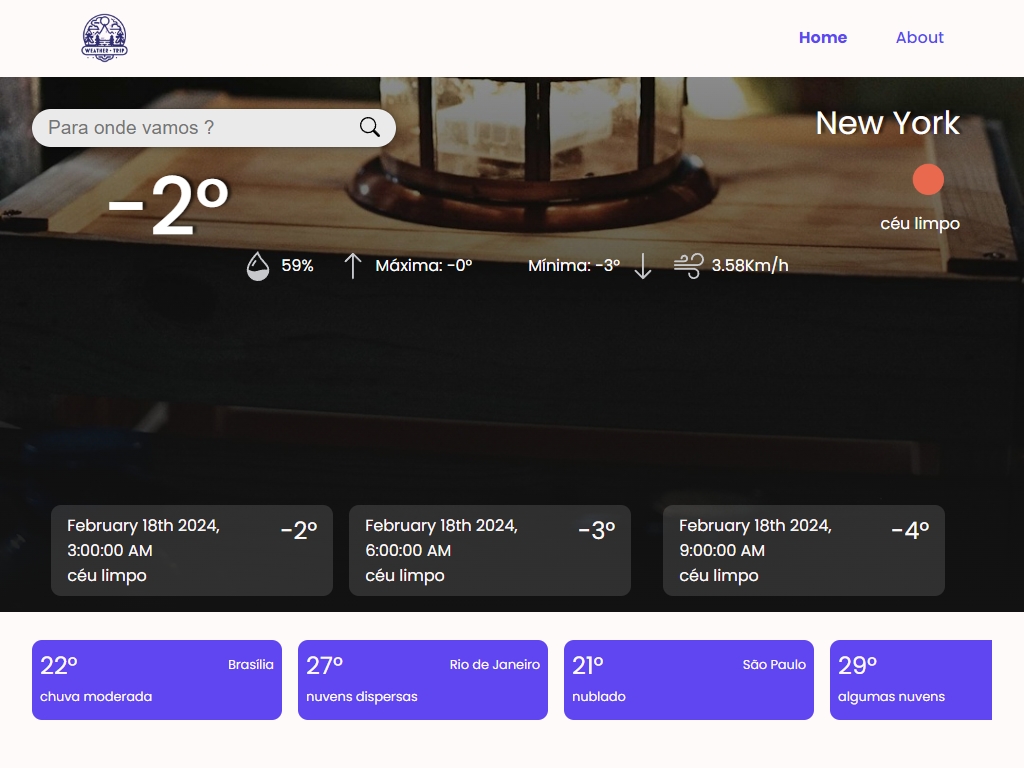 WEATHER • TRIP
Home
About
Para onde vamos ?
New York
-2º
céu limpo
59%
Máxima: -0º
Mínima: -3º
3.58Km/h
February 18th 2024,
3:00:00 AM
céu limpo
-2º
February 18th 2024,
6:00:00 AM
céu limpo
-3º
February 18th 2024,
9:00:00 AM
céu limpo
-4º
22º
Brasília
chuva moderada
27º
Rio de Janeiro
nuvens dispersas
21º
São Paulo
nublado
29º
algumas nuvens